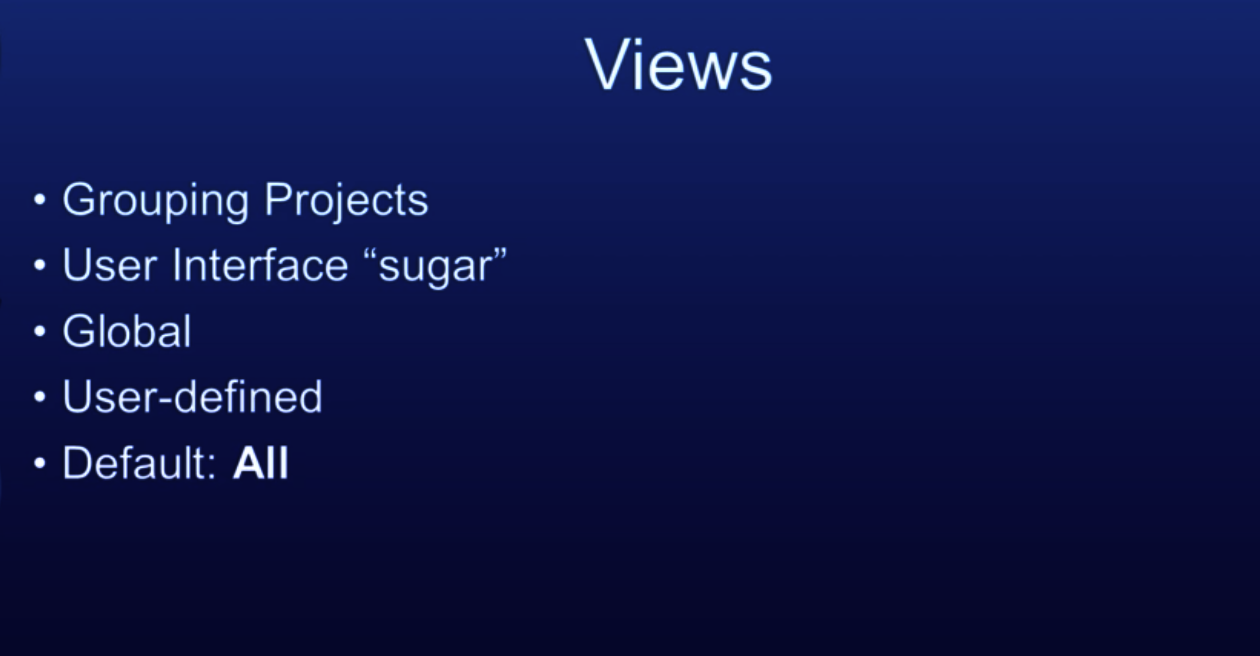 Views
• Grouping Projects
• User Interface “sugar”
• Global
• User-defined
• Default: All